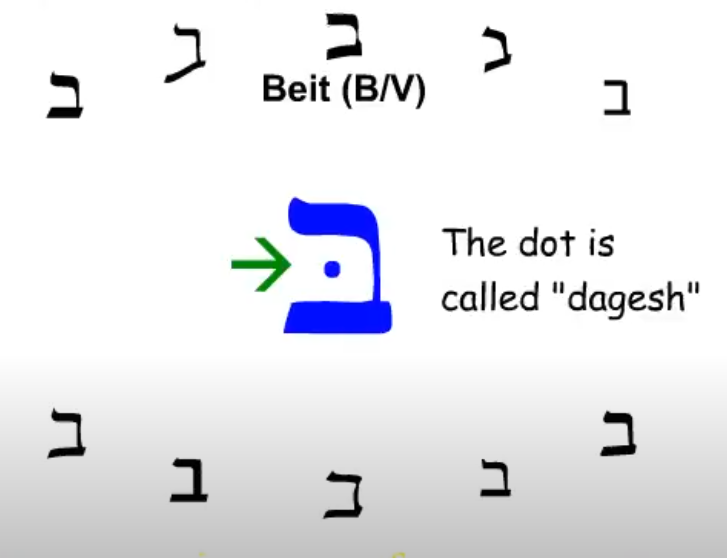 ב ב ב ב ב
Beit (B/V)
בּ
The dot is
called "dagesh"
ב ב ב ב ב